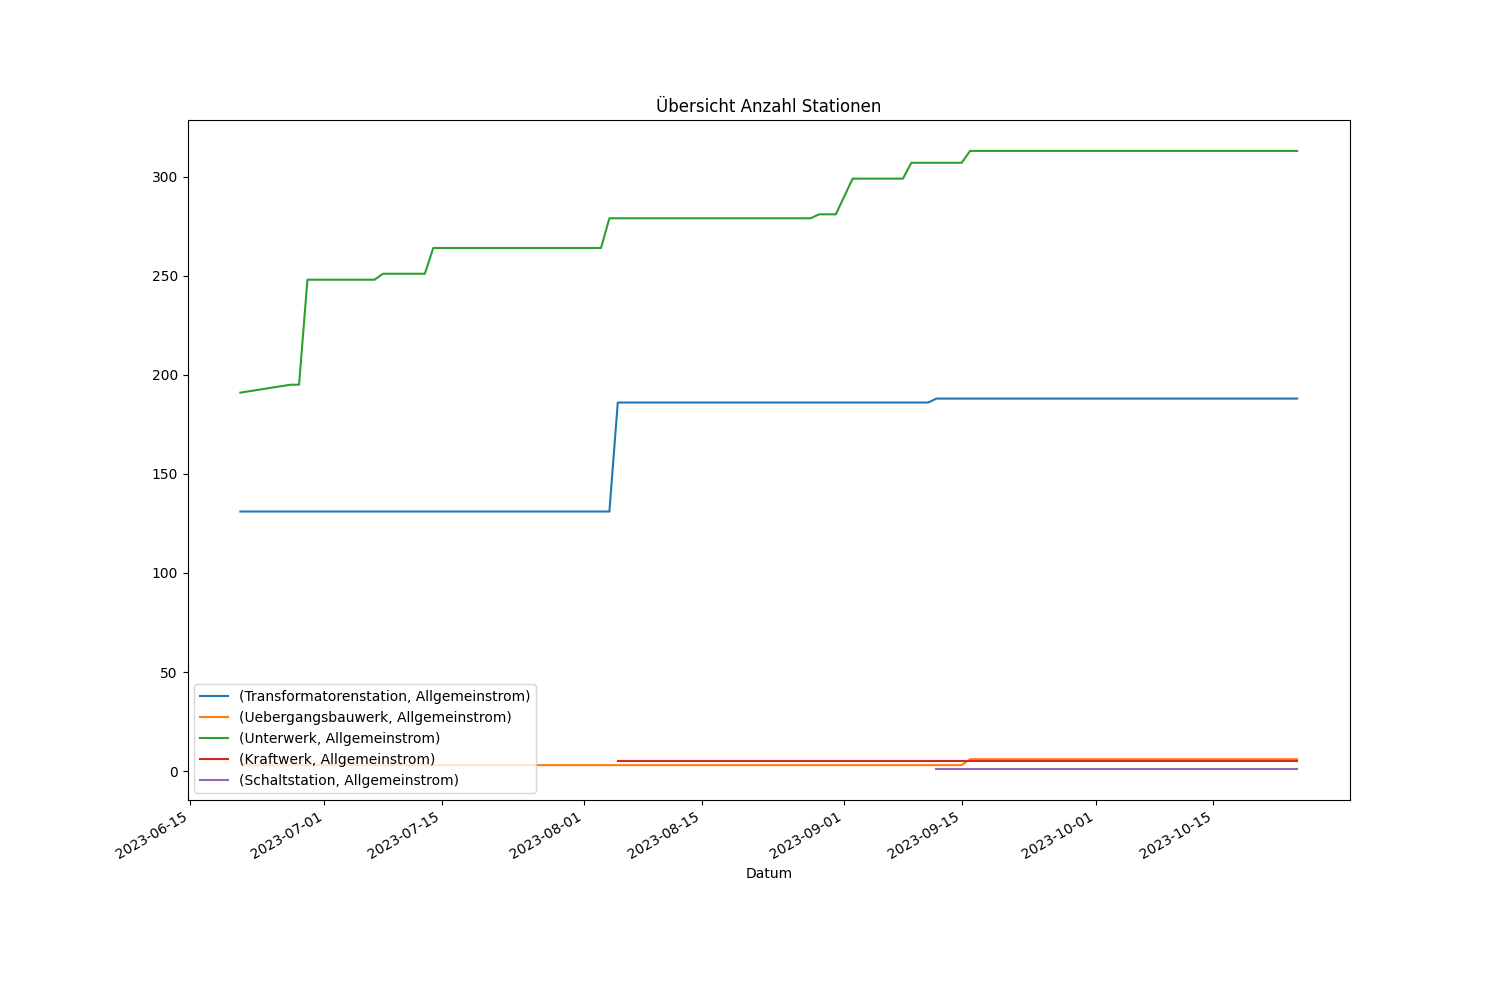 Übersicht Anzahl Stationen
300
250
200
150
100
50
0
(Transformatorenstation, Allgemeinstrom)
(Uebergangsbauwerk, Allgemeinstrom)
(Unterwerk, Allgemeinstrom)
(Kraftwerk, Allgemeinstrom)
(Schaltstation, Allgemeinstrom)
2023-06-15
2023-07-01
2023-07-15
2023-08-01
2023-08-15
2023-09-01
2023-09-15
2023-10-01
2023-10-15
Datum